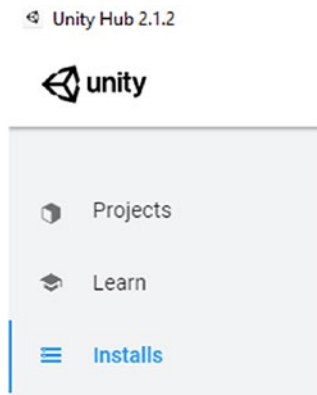 Unity Hub 2.1.2
unity
Projects
Learn
Installs